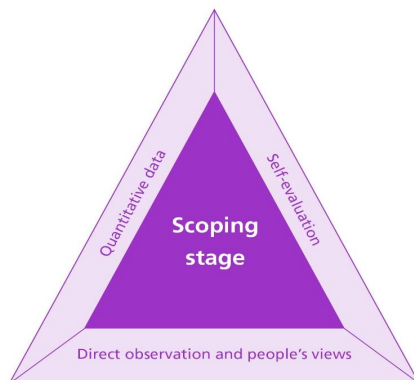 Quantitative data
Self-evaluation
Scoping
stage
Direct observation and people's views